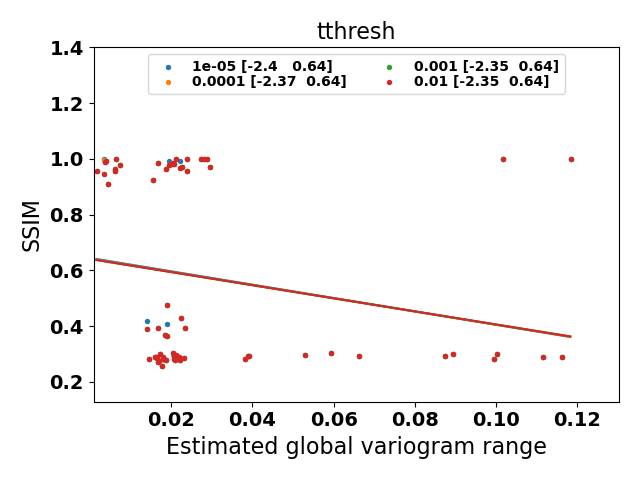 tthresh
1e-05 [-2.4   0.64]
0.0001 [-2.37  0.64]
0.001 [-2.35  0.64]
0.01 [-2.35  0.64]
1.4
1.2
1.0
0.8
0.6
0.4
0.2
SSIM
0.02 0.04 0.06 0.08 0.10 0.12
Estimated global variogram range